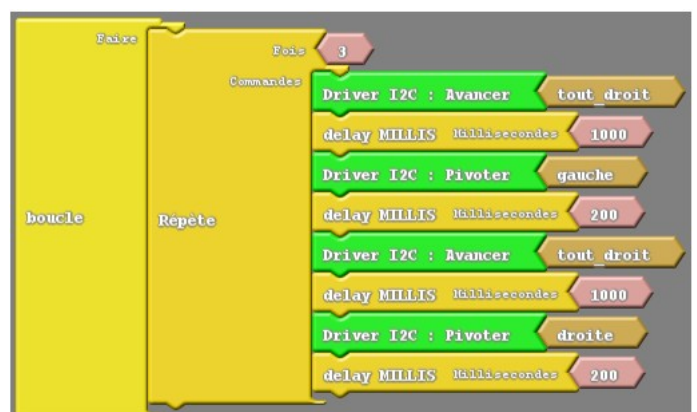 Faire
Fois 3
Commandes
Driver I2C : Avancer tout_droit
delay MILLIS Millisecondes 1000
Driver I2C : Pivoter gauche
boucle Répète delay MILLIS Millisecondes 200
Driver I2C : Avancer tout_droit
delay MILLIS Millisecondes 1000
Driver I2C : Pivoter droite
delay MILLIS Millisecondes 200